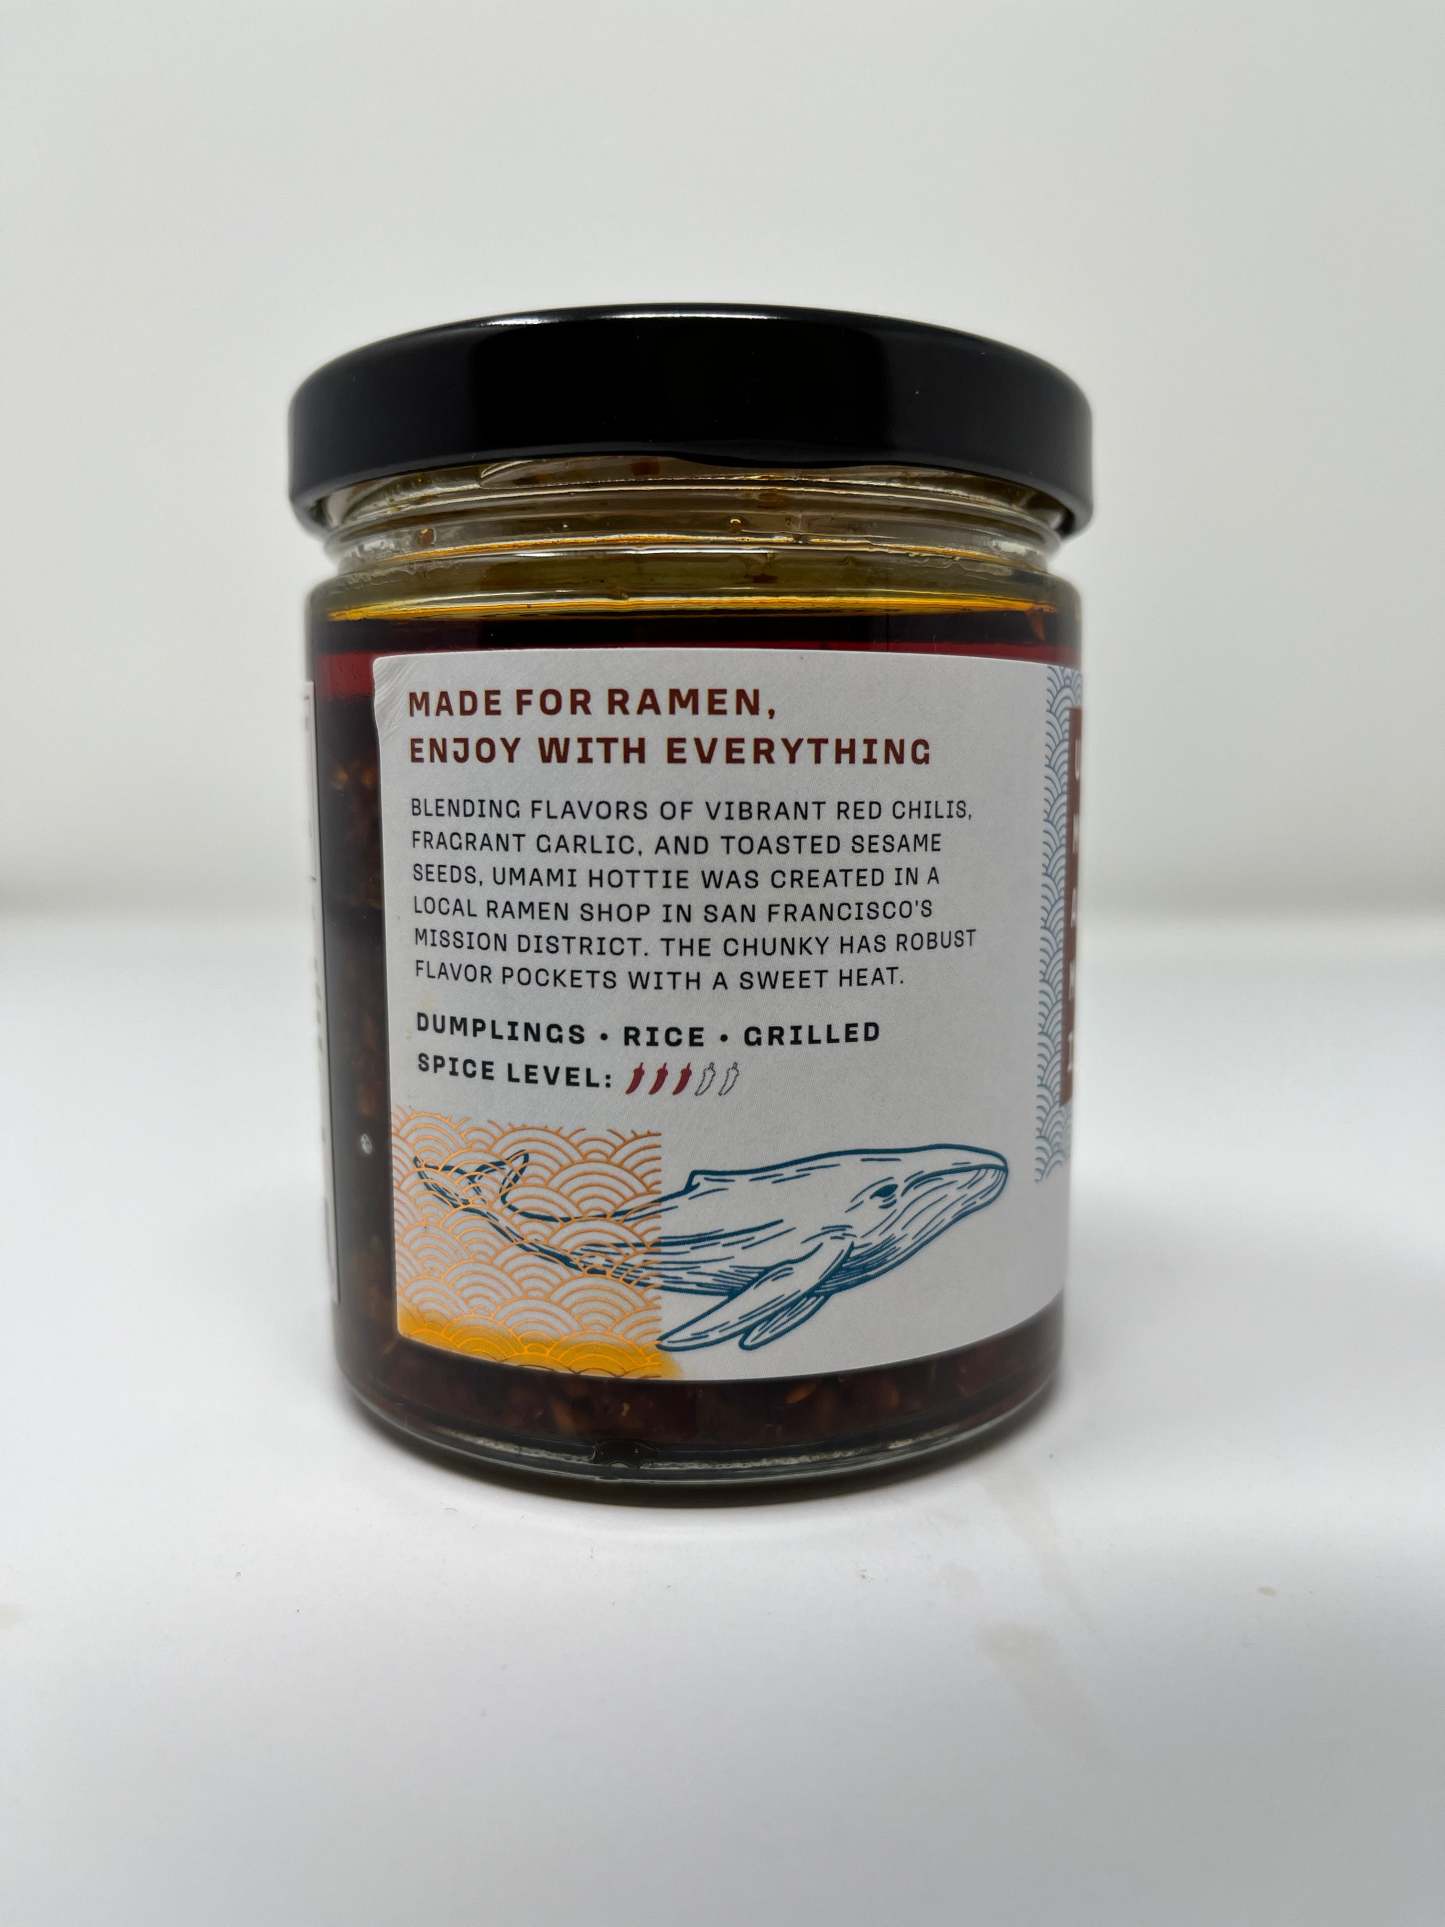 MADE FOR RAMEN,
ENJOY WITH EVERYTHING
BLENDING FLAVORS OF VIBRANT RED CHILIS,
FRAGRANT GARLIC, AND TOASTED SESAME
SEEDS, UMAMI HOTTIE WAS CREATED IN A
LOCAL RAMEN SHOP IN SAN FRANCISCO'S
MISSION DISTRICT. THE CHUNKY HAS ROBUST
FLAVOR POCKETS WITH A SWEET HEAT.
DUMPLINGS • RICE • GRILLED
SPICE LEVEL: